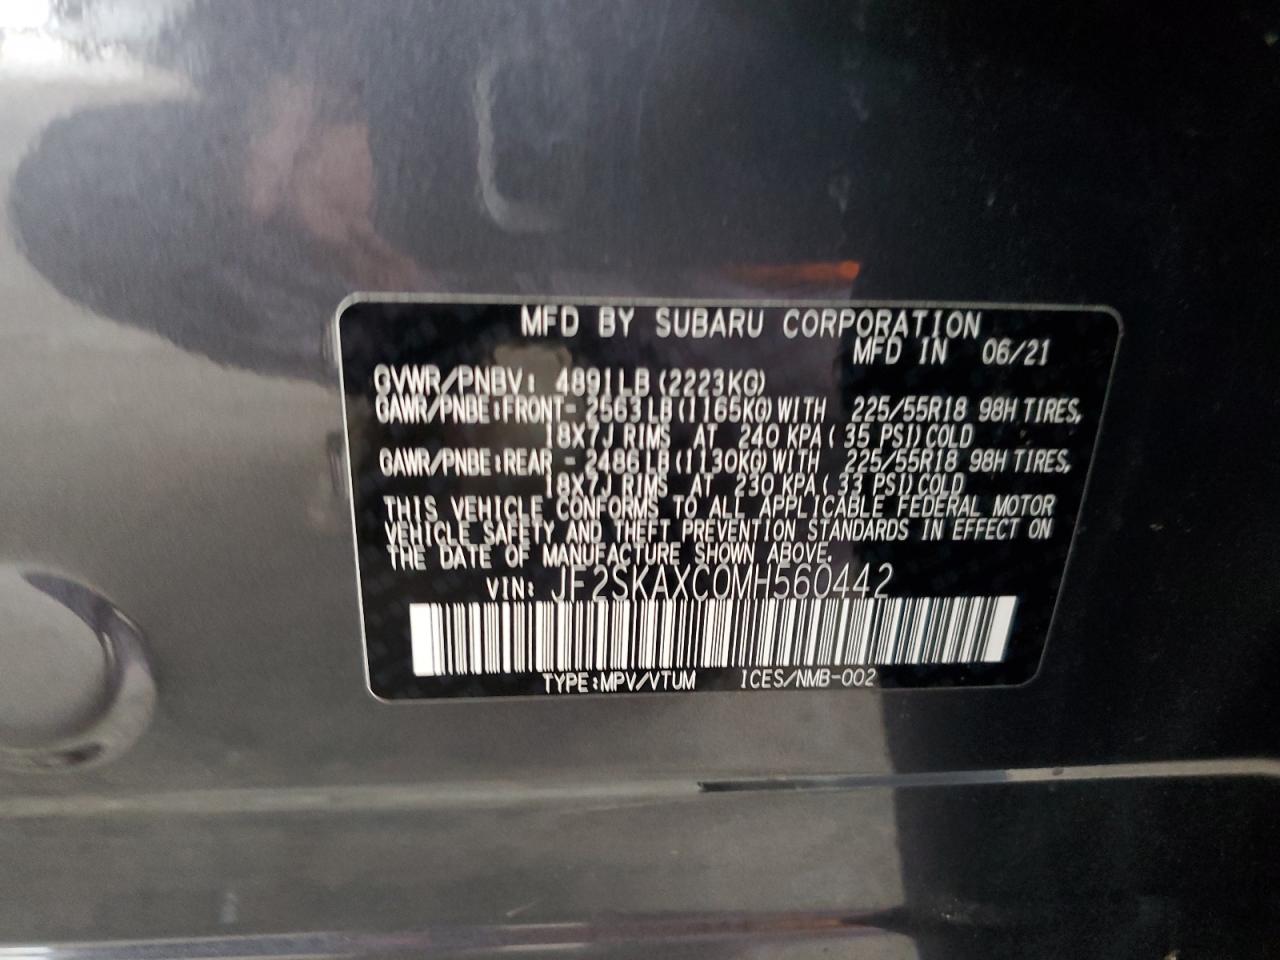 MFD BY SUBARU CORPORATION
MFD IN 06/21
GVWR/PNBV: 4891LB (2223KG)
GAWR/PNBE:FRONT- 2563LB(1165KG)WITH 225/55R18 98H TIRES,
18X7J RIMS AT 240 KPA( 35 PSI)COLD
GAWR/PNBE:REAR - 2486LB(1130KG)WITH 225/55R18 98H TIRES,
18X7J RIMS AT 230 KPA( 33 PSI)COLD
THIS VEHICLE CONFORMS TO ALL APPLICABLE FEDERAL MOTOR
VEHICLE SAFETY AND THEFT PREVENTION STANDARDS IN EFFECT ON
THE DATE OF MANUFACTURE SHOWN ABOVE.
VIN: JF2SKAXC0MH560442
TYPE:MPV/VTUM ICES/NMB-002